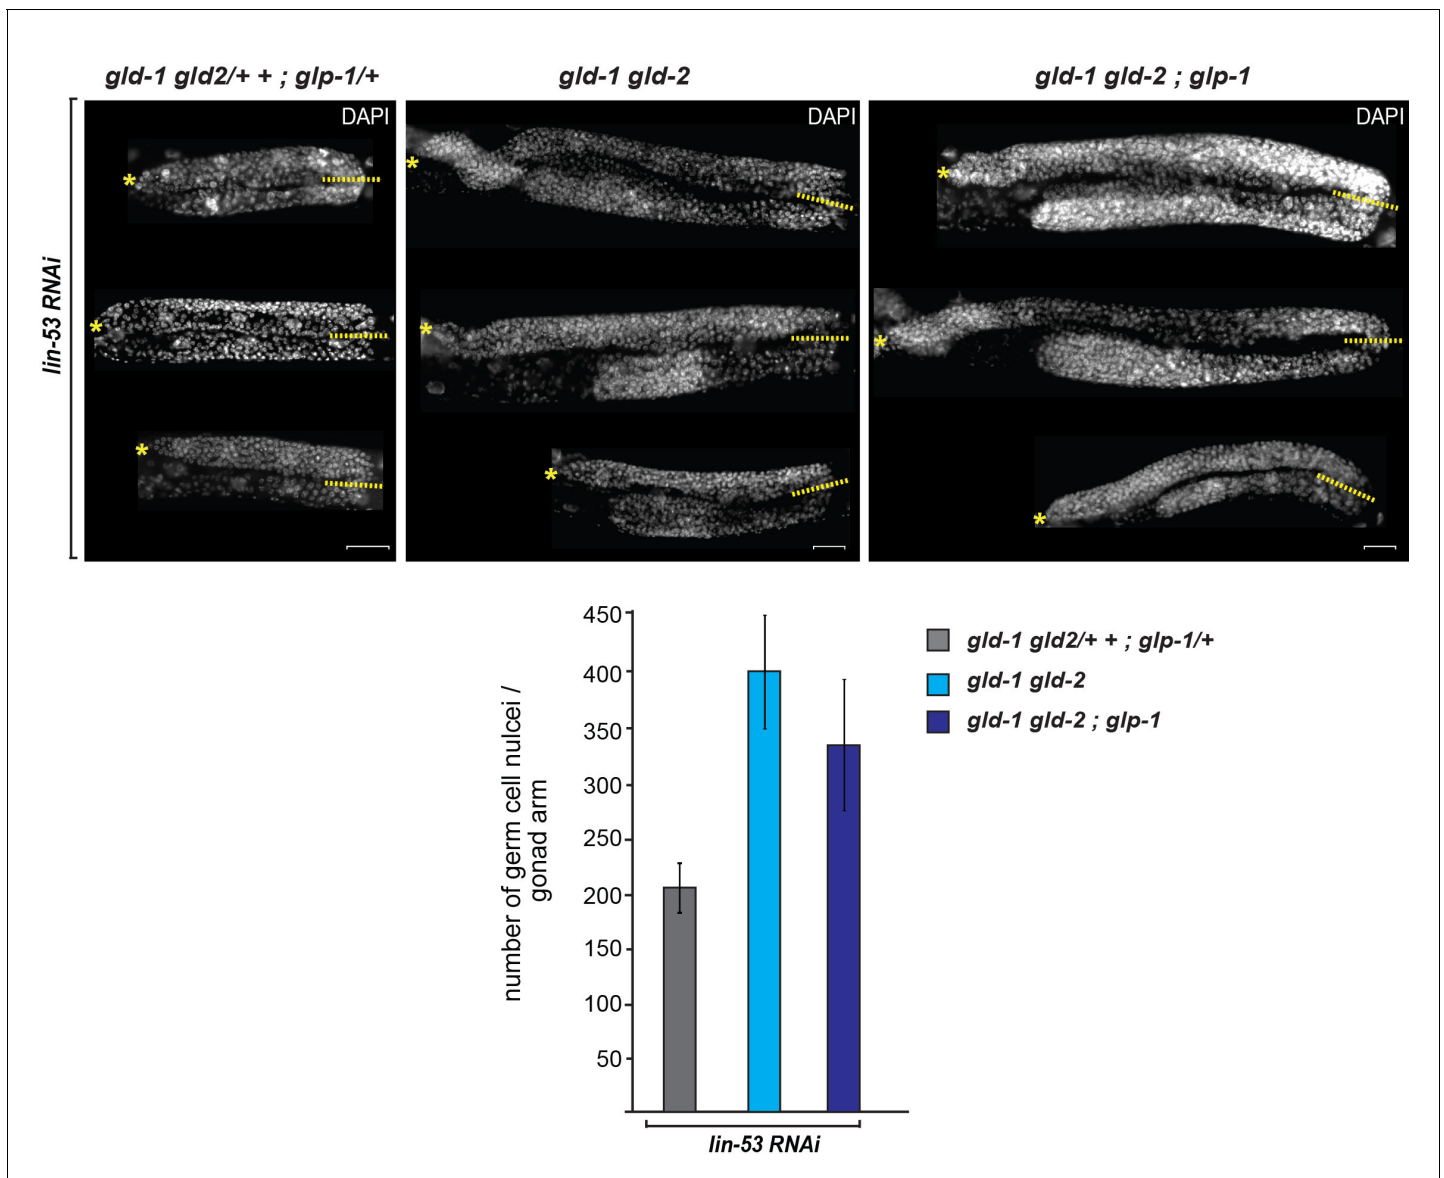 gld-1 gld2/+ + ; glp-1/+
gld-1 gld-2
gld-1 gld-2 ; glp-1
DAPI
DAPI
DAPI
*
*
*
*
*
*
*
*
*
lin-53 RNAi
450
400
350
300
250
200
150
100
50
number of germ cell nulcei /
gonad arm
gld-1 gld2/+ + ; glp-1/+
gld-1 gld-2
gld-1 gld-2 ; glp-1
lin-53 RNAi